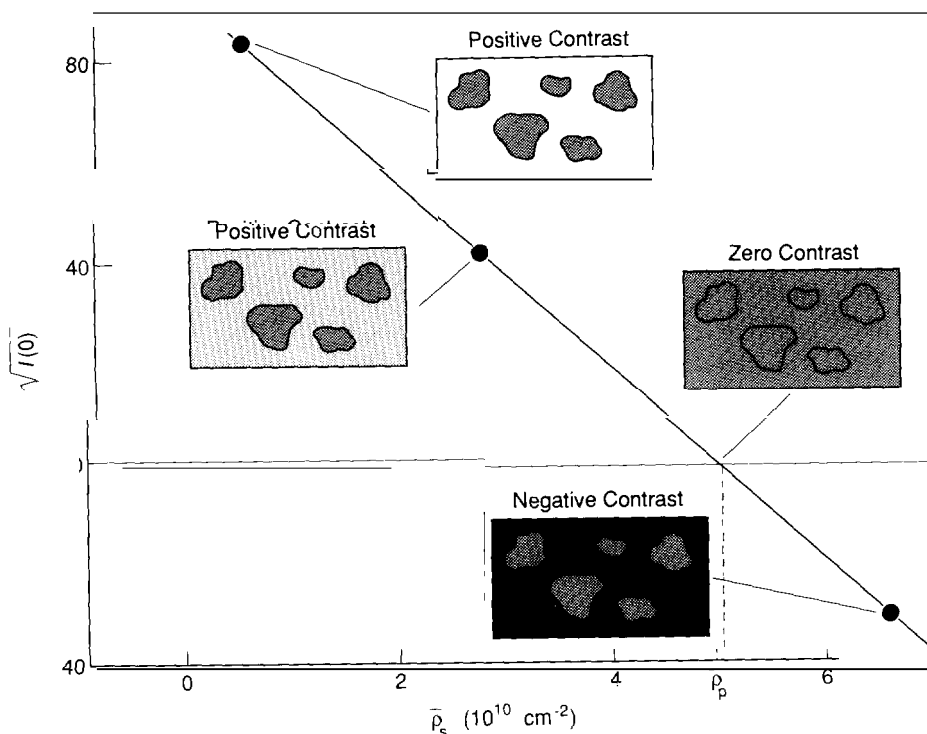 Positive Contrast
80
Positive Contrast
40
Zero Contrast
√I(0)
0
Negative Contrast
40
0
2
4
ρp
6
ρ̄s (10¹⁰ cm⁻²)